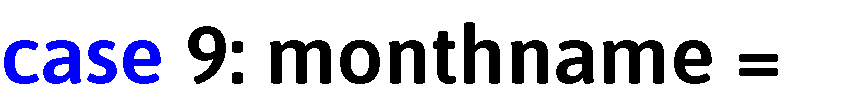 case 9: monthname =